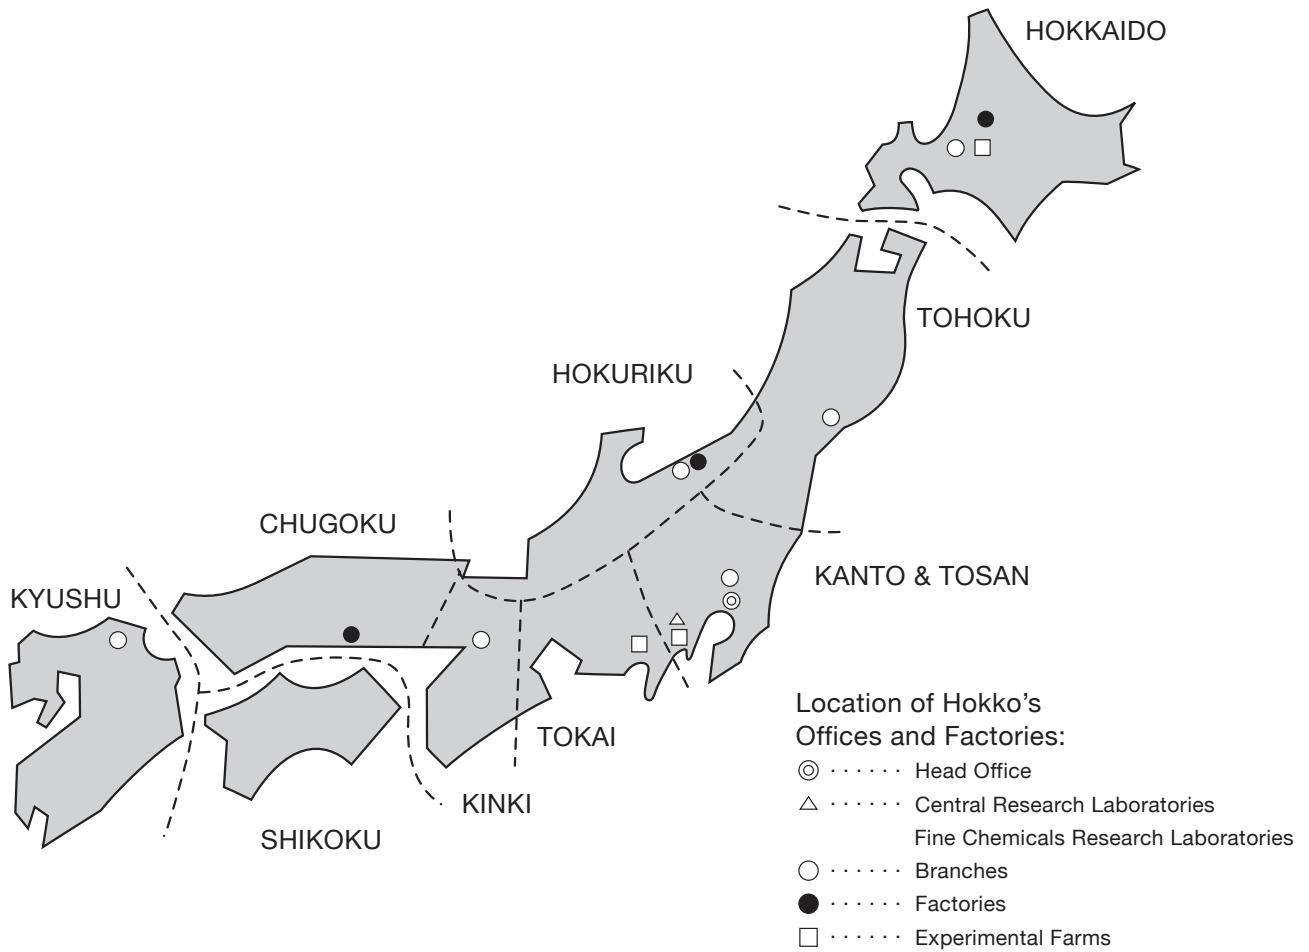 HOKKAIDO
TOHOKU
HOKURIKU
CHUGOKU
KANTO & TOSAN
KYUSHU
TOKAI
KINKI
SHIKOKU
Location of Hokko’s
Offices and Factories:
· · · · · · Head Office
· · · · · · Central Research Laboratories
Fine Chemicals Research Laboratories
· · · · · · Branches
· · · · · · Factories
· · · · · · Experimental Farms